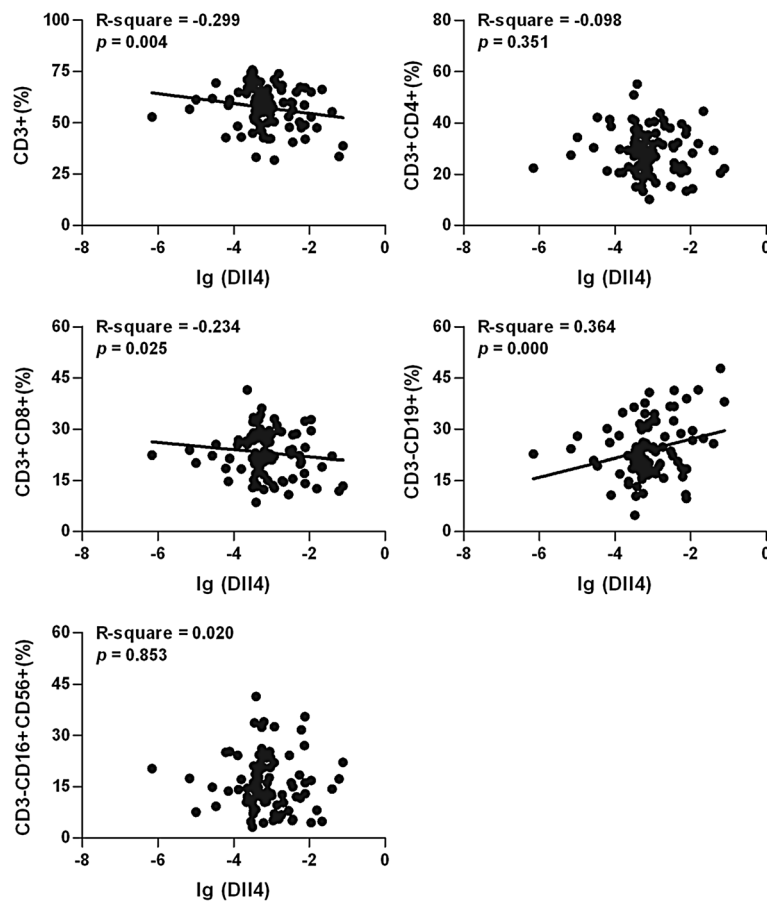 R-square = -0.299
p = 0.004
100
75
50
25
0
CD3+(%)
-8 -6 -4 -2 0
lg (Dll4)
R-square = -0.098
p = 0.351
80
60
40
20
0
CD3+CD4+(%)
-8 -6 -4 -2 0
lg (Dll4)
R-square = -0.234
p = 0.025
60
45
30
15
0
CD3+CD8+(%)
-8 -6 -4 -2 0
lg (Dll4)
R-square = 0.364
p = 0.000
60
45
30
15
0
CD3-CD19+(%)
-8 -6 -4 -2 0
lg (Dll4)
R-square = 0.020
p = 0.853
60
45
30
15
0
CD3-CD16+CD56+(%)
-8 -6 -4 -2 0
lg (Dll4)